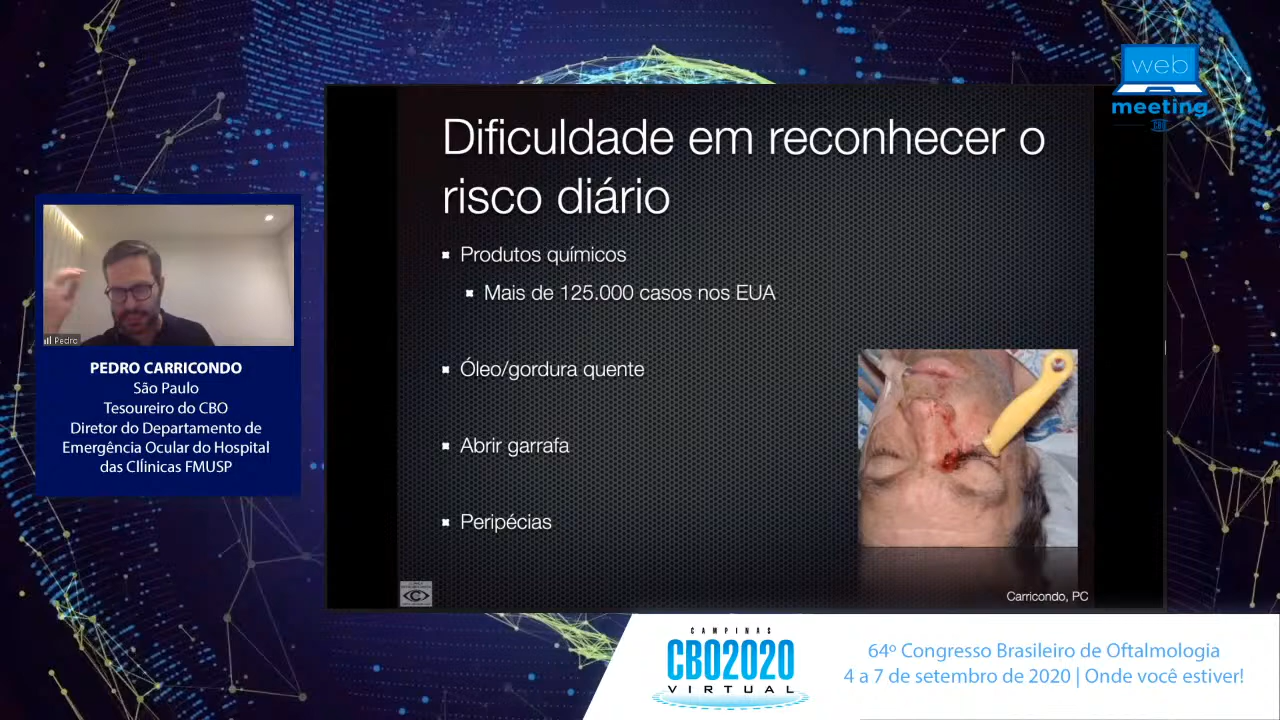 web
meeting
Dificuldade em reconhecer o
risco diário
Produtos químicos
Mais de 125.000 casos nos EUA
Óleo/gordura quente
Abrir garrafa
Peripécias
Carricondo, PC
Pedro
PEDRO CARRICONDO
São Paulo
Tesoureiro do CBO
Diretor do Departamento de
Emergência Ocular do Hospital
das Cllínicas FMUSP
CAMPINAS
CBO2020
VIRTUAL
64º Congresso Brasileiro de Oftalmologia
4 a 7 de setembro de 2020 | Onde você estiver!